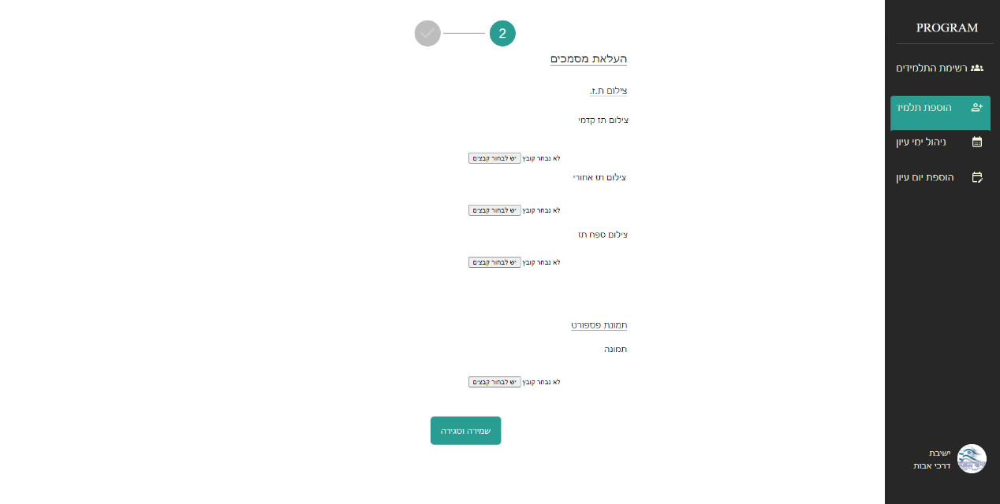 PROGRAM
רשימת התלמידים
הוספת תלמיד
ניהול ימי עיון
הוספת יום עיון
ישיבת
דרכי אבות
2
העלאת מסמכים
צילום ת.ז.
צילום תז קדמי
יש לבחור קבצים לא נבחר קובץ
צילום תז אחורי
יש לבחור קבצים לא נבחר קובץ
צילום ספח תז
יש לבחור קבצים לא נבחר קובץ
תמונת פספורט
תמונה
יש לבחור קבצים לא נבחר קובץ
שמירה וסגירה